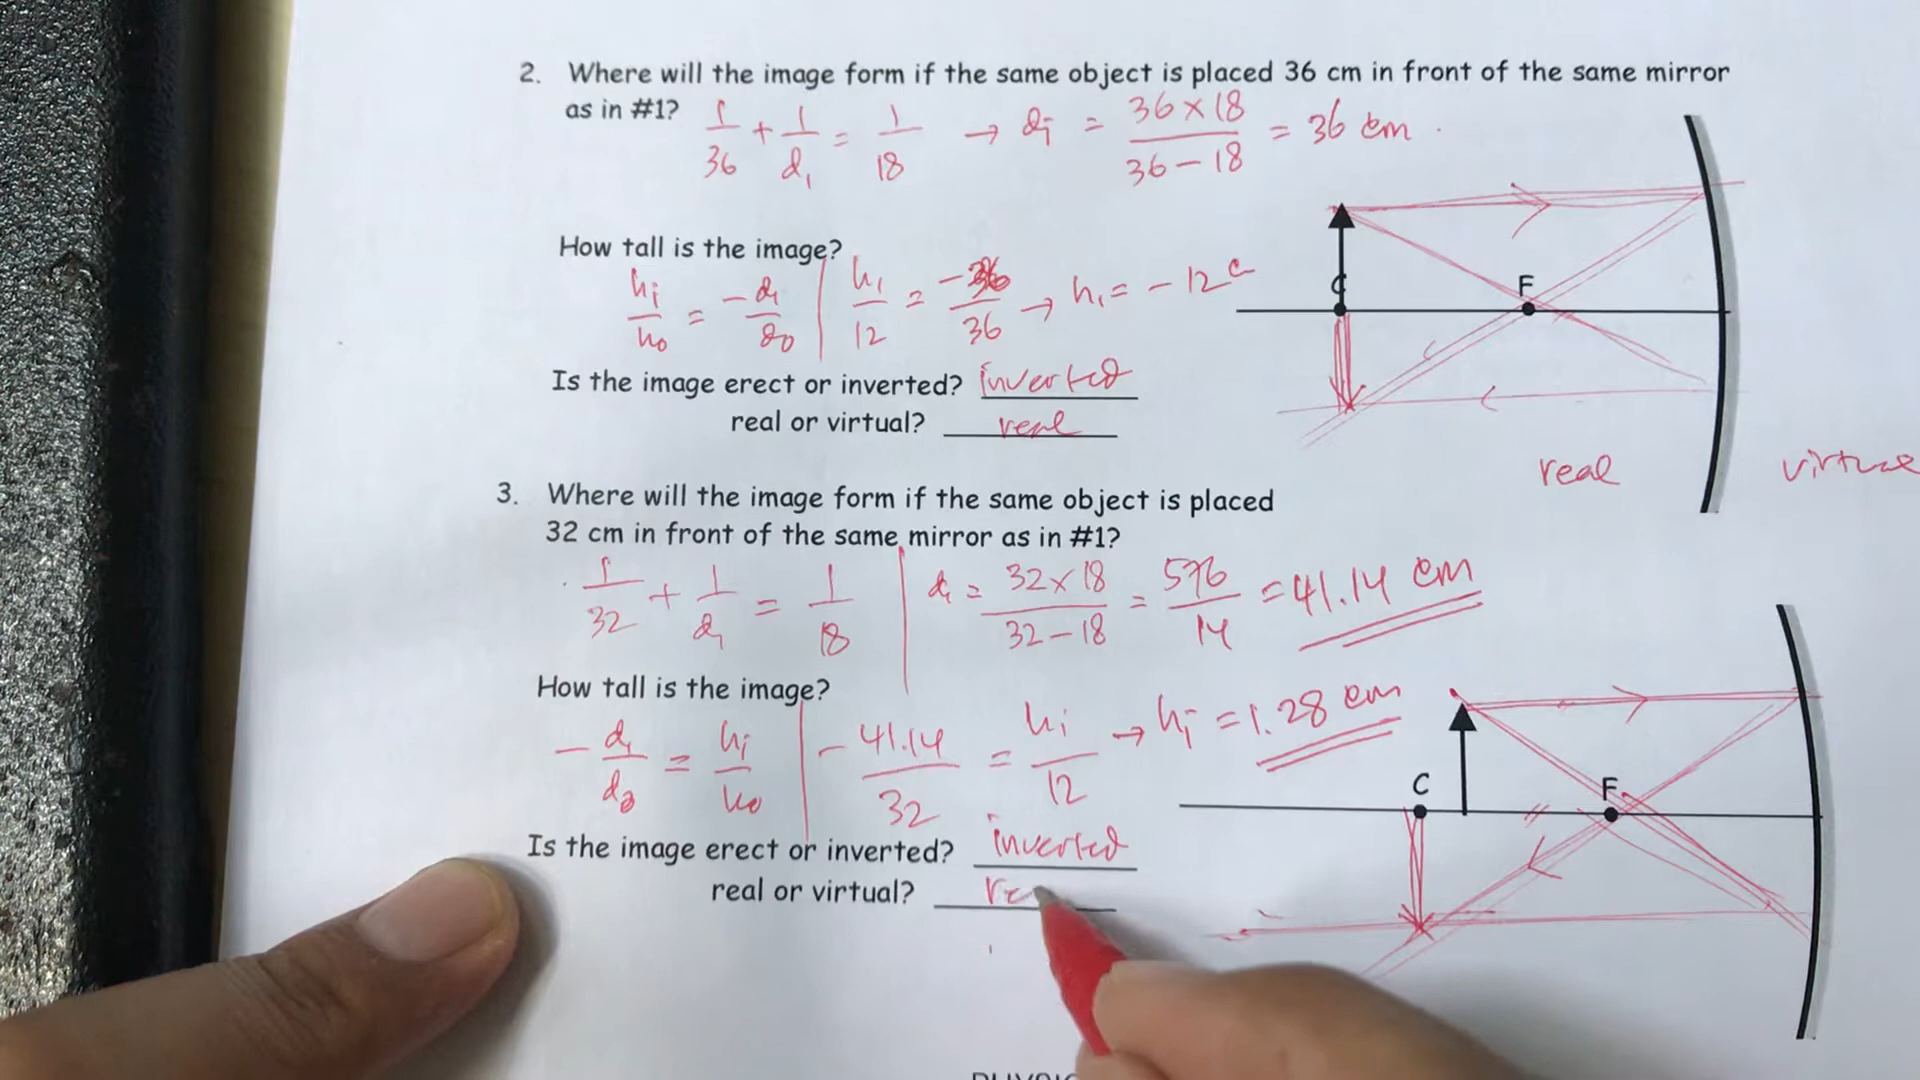 2. Where will the image form if the same object is placed 36 cm in front of the same mirror
as in #1? 1/36 + 1/di = 1/18 → di = 36 × 18 / 36 − 18 = 36 cm
How tall is the image?
hi/ho = −di/do | hi/12 = −36/36 → hi = −12 c
C F
Is the image erect or inverted? inverted
real or virtual? real
real virtual
3. Where will the image form if the same object is placed
32 cm in front of the same mirror as in #1?
1/32 + 1/di = 1/18 | di = 32 × 18 / 32 − 18 = 576/14 = 41.14 cm
How tall is the image?
−di/do = hi/ho | −41.14/32 = hi/12 → hi = 1.28 cm
C F
Is the image erect or inverted? inverted
real or virtual? re